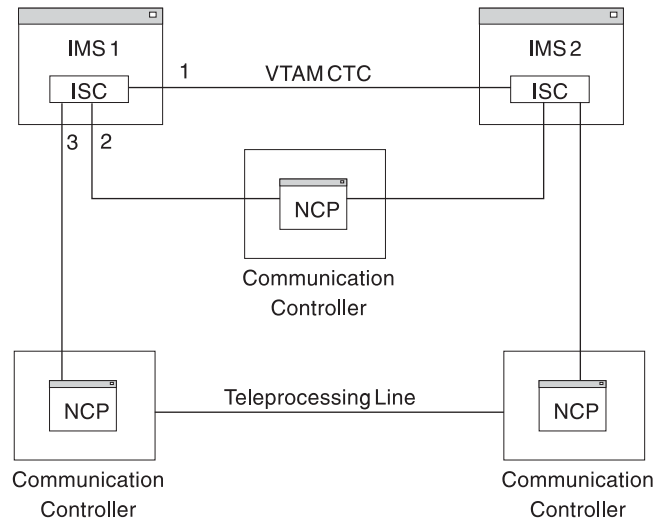 IMS 1
IMS 2
1
VTAM CTC
ISC
ISC
3
2
NCP
Communication
Controller
NCP
Teleprocessing Line
NCP
Communication
Controller
Communication
Controller